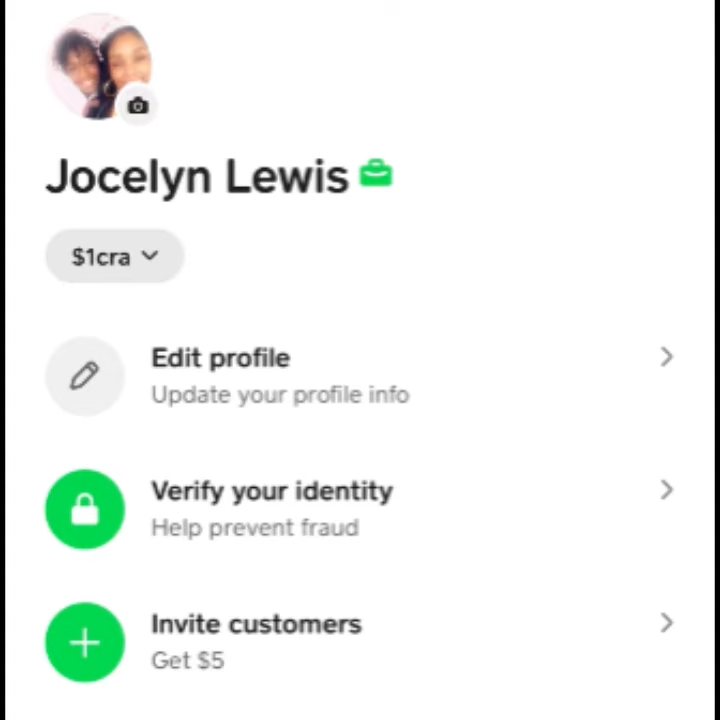 Jocelyn Lewis
$1cra
Edit profile
Update your profile info
Verify your identity
Help prevent fraud
Invite customers
Get $5